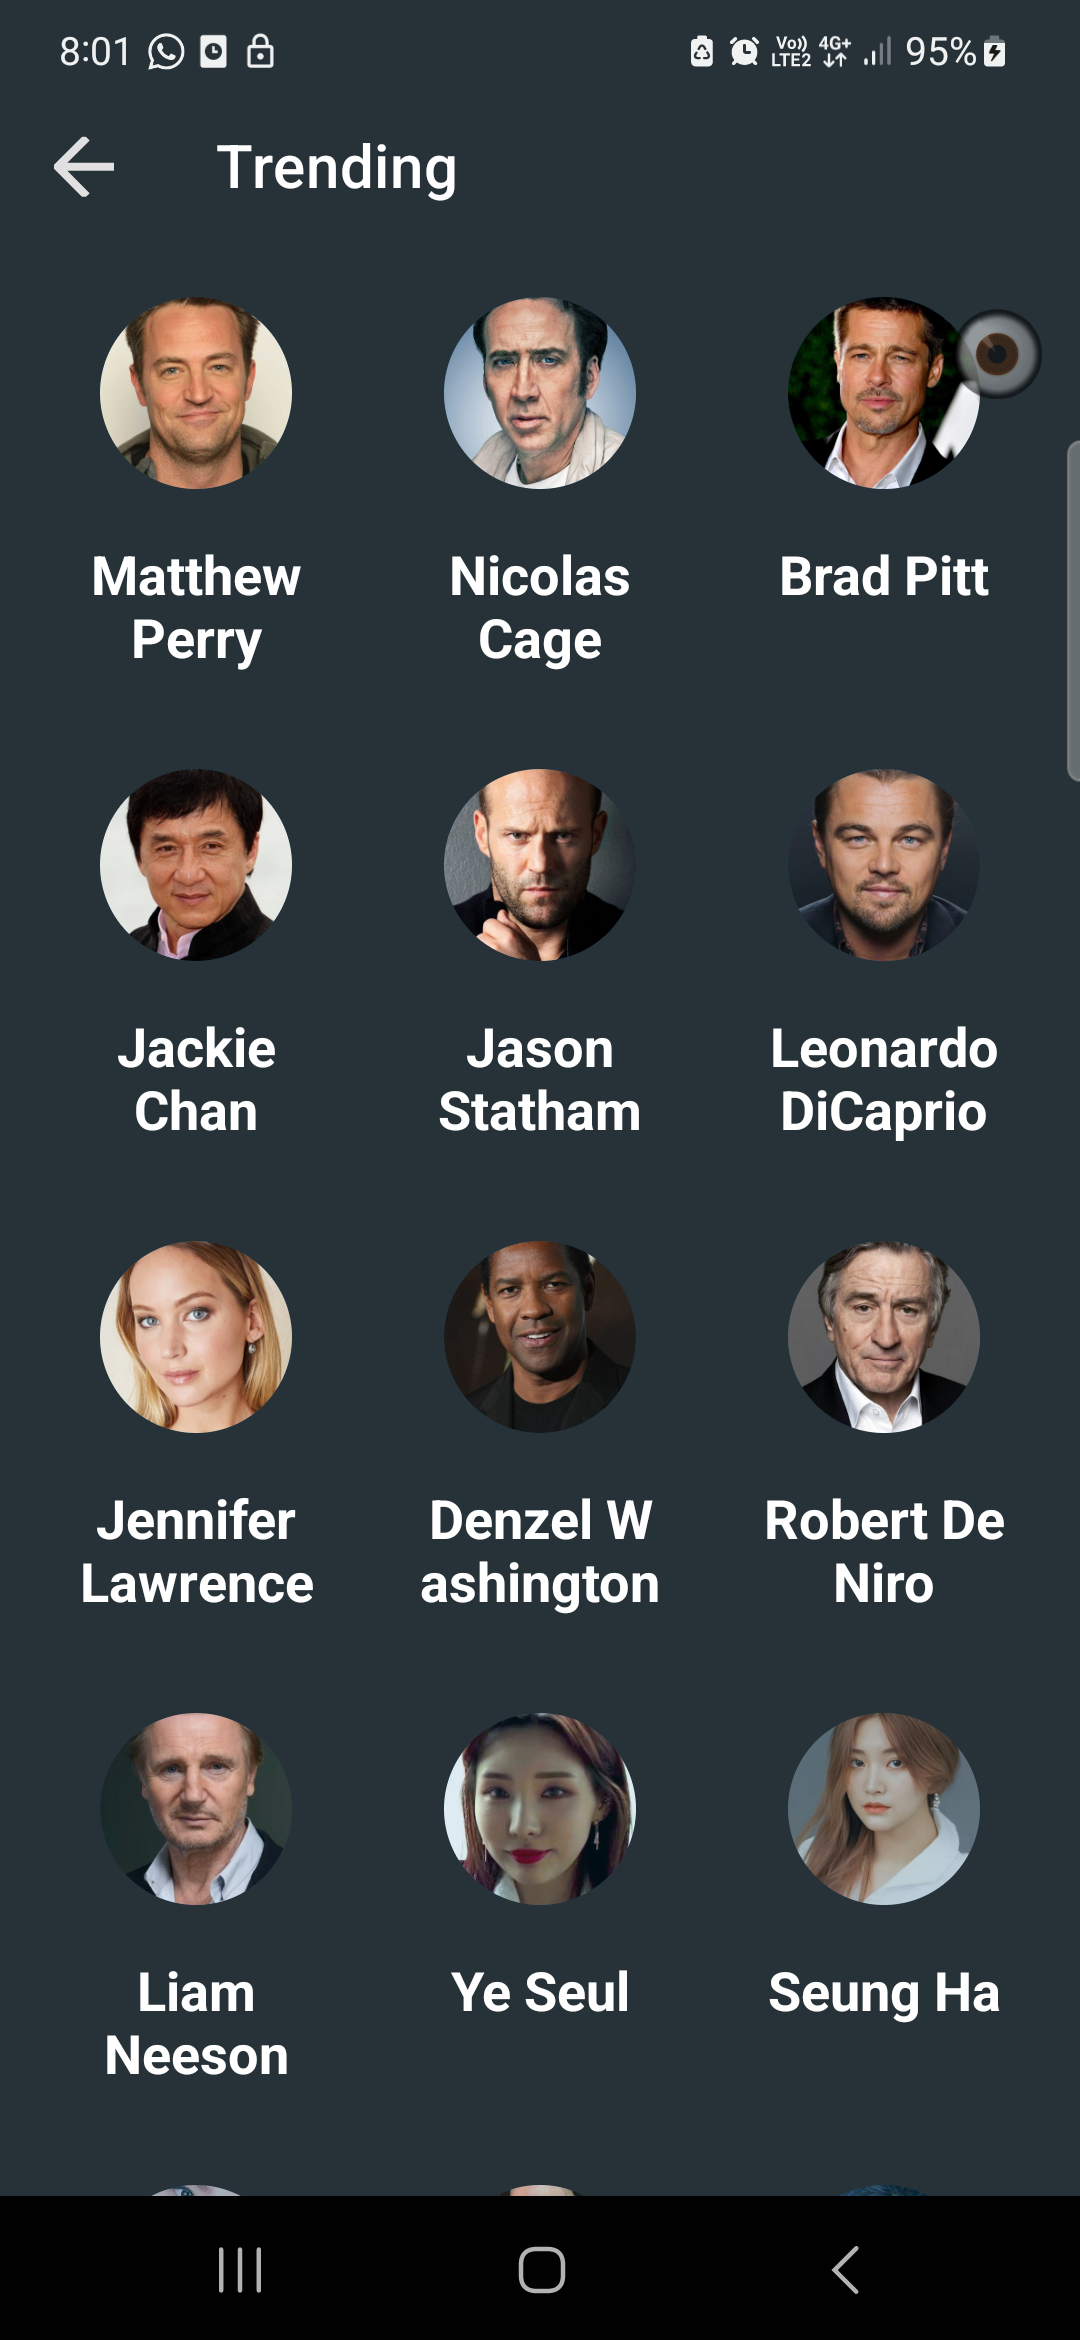 8:01
Vo)) 4G+ 95%
LTE2
Trending
Matthew Nicolas Brad Pitt
Perry Cage
Jackie Jason Leonardo
Chan Statham DiCaprio
Jennifer Denzel W Robert De
Lawrence ashington Niro
Liam Ye Seul Seung Ha
Neeson